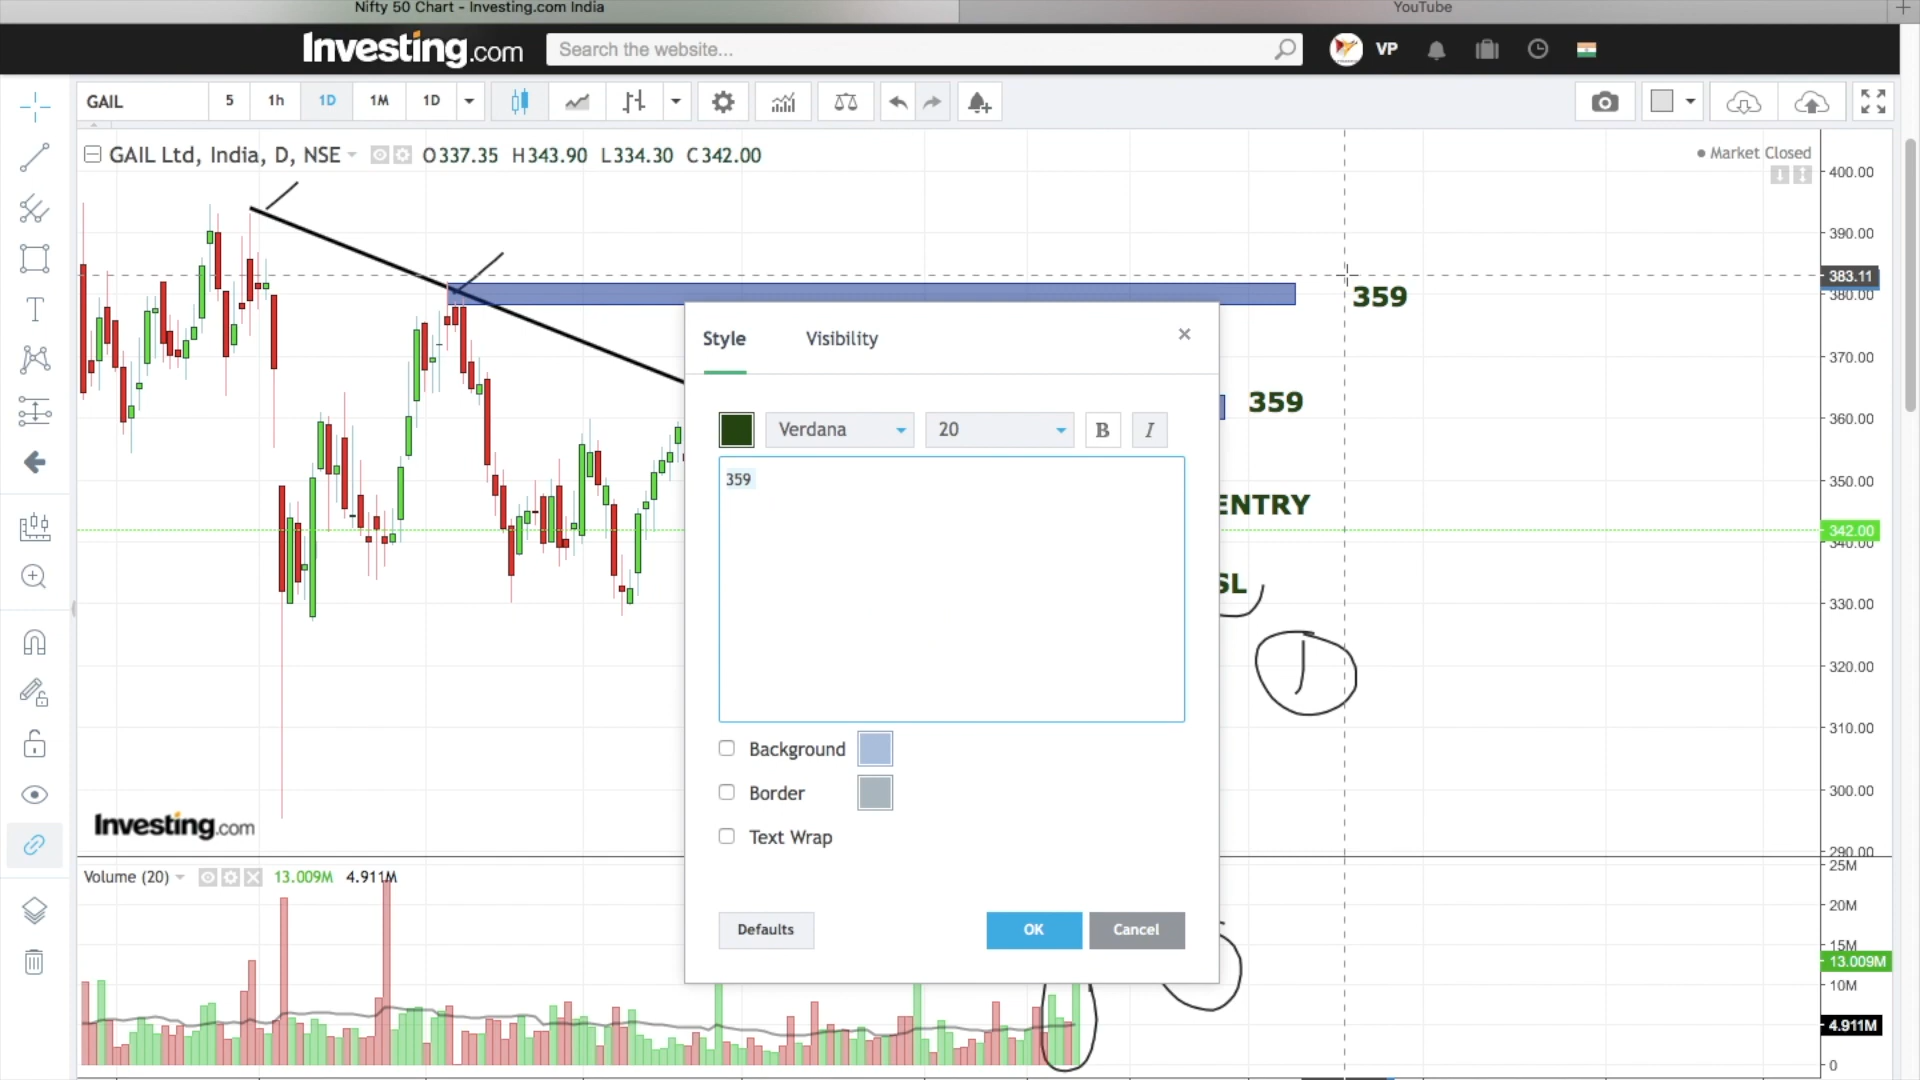 Nifty 50 Chart - Investing.com India
YouTube
Investing.com
Search the website...
VP
GAIL
5
1h
1D
1M
1D
GAIL Ltd, India, D, NSE
O337.35 H343.90 L334.30 C342.00
Market Closed
400.00
390.00
383.11
380.00
370.00
360.00
350.00
342.00
340.00
330.00
320.00
310.00
300.00
290.00
359
359
ENTRY
SL
Style
Visibility
Verdana
20
B
I
359
Background
Border
Text Wrap
Defaults
OK
Cancel
Investing.com
Volume (20)
13.009M
4.911M
25M
20M
15M
13.009M
10M
4.911M
0